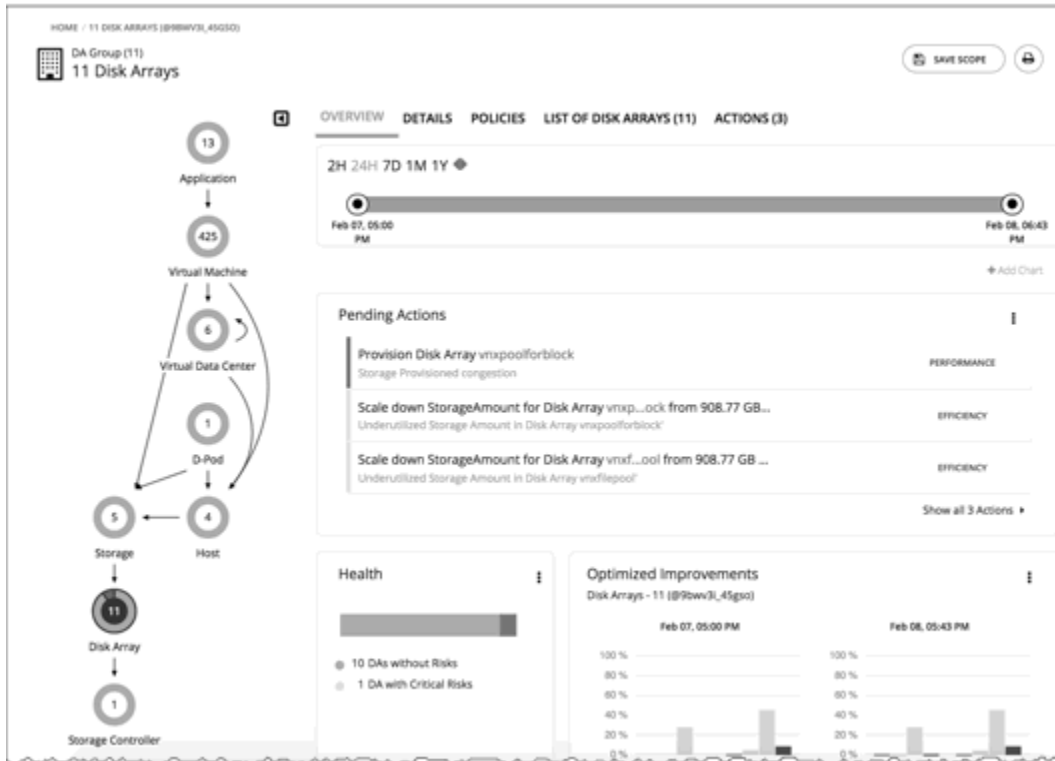 HOME / 11 DISK ARRAYS (@9BWV3I_45GSO)
DA Group (11)
11 Disk Arrays
SAVE SCOPE
OVERVIEW DETAILS POLICIES LIST OF DISK ARRAYS (11) ACTIONS (3)
2H 24H 7D 1M 1Y
Feb 07, 05:00
PM
Feb 08, 06:43
PM
Add Chart
13
Application
425
Virtual Machine
6
Virtual Data Center
1
D-Pod
5
Storage
4
Host
11
Disk Array
1
Storage Controller
Pending Actions
Provision Disk Array vnxpoolforblock
Storage Provisioned congestion
PERFORMANCE
Scale down StorageAmount for Disk Array vnxp...ock from 908.77 GB...
Underutilized Storage Amount in Disk Array vnxpoolforblock'
EFFICIENCY
Scale down StorageAmount for Disk Array vnxf...ool from 908.77 GB ...
Underutilized Storage Amount in Disk Array vnxfilepool'
EFFICIENCY
Show all 3 Actions
Health
10 DAs without Risks
1 DA with Critical Risks
Optimized Improvements
Disk Arrays - 11 (@9bwv3i_45gso)
Feb 07, 05:00 PM
100 %
80 %
60 %
40 %
20 %
0 %
Feb 08, 05:43 PM
100 %
80 %
60 %
40 %
20 %
0 %